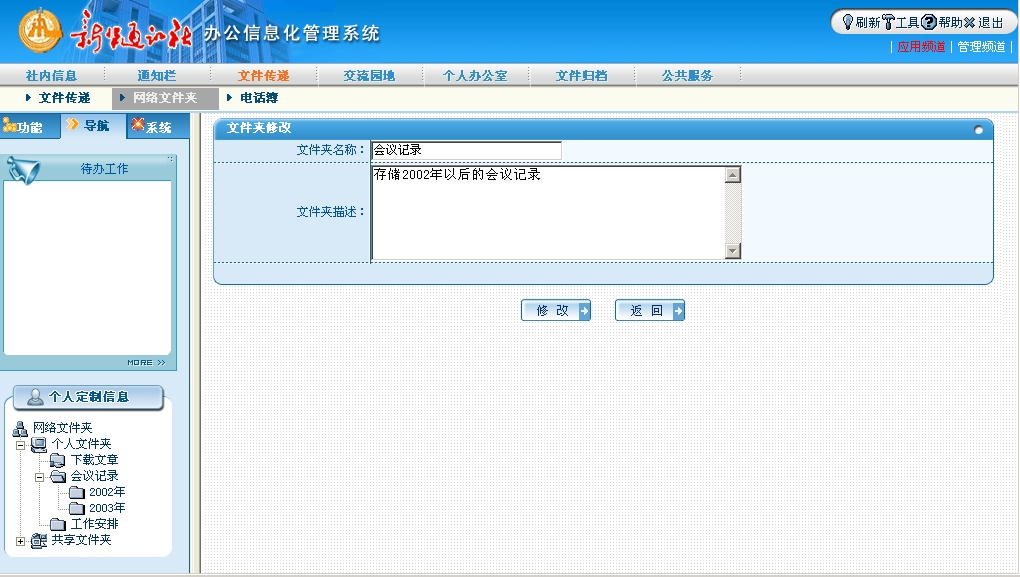 新华通讯社 办公信息化管理系统
刷新 工具 帮助 退出
| 应用频道 | 管理频道 |
社内信息 通知栏 文件传递 交流园地 个人办公室 文件归档 公共服务
文件传递 网络文件夹 电话簿
功能 导航 系统
文件夹修改
文件夹名称： 会议记录
待办工作
文件夹描述： 存储2002年以后的会议记录
修 改 返 回
MORE >>
个人定制信息
网络文件夹
个人文件夹
下载文章
会议记录
2002年
2003年
工作安排
共享文件夹